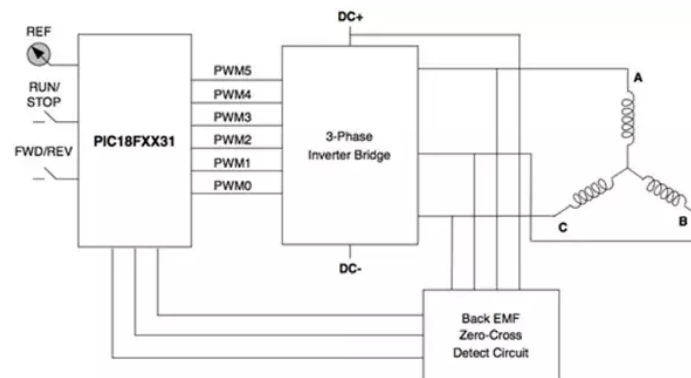 DC+
REF
RUN/
STOP
FWD/REV
PIC18FXX31
PWM5
PWM4
PWM3
PWM2
PWM1
PWM0
3-Phase
Inverter Bridge
DC-
A
B
C
Back EMF
Zero-Cross
Detect Circuit